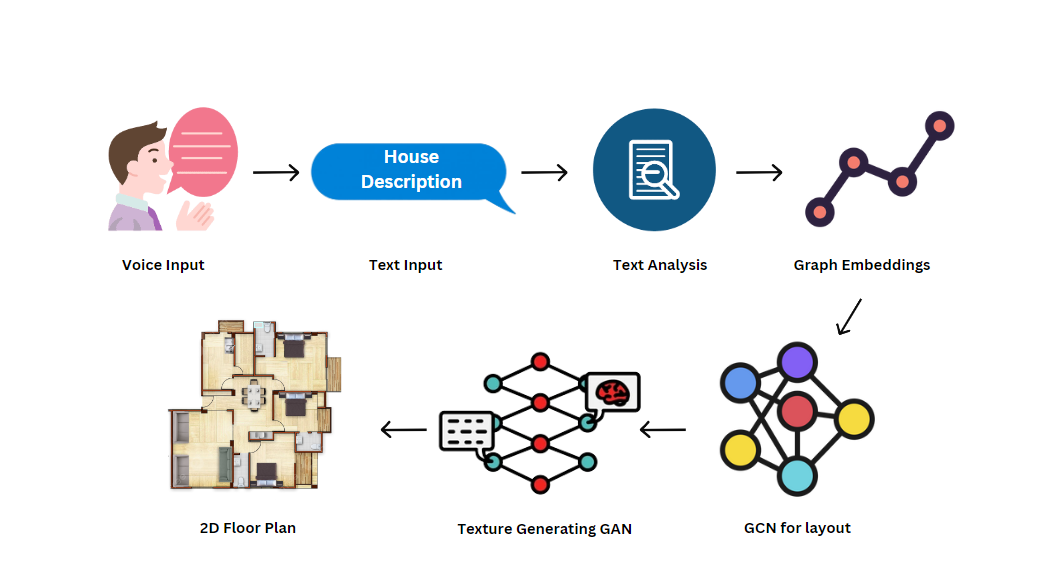 House
Description
Voice Input
Text Input
Text Analysis
Graph Embeddings
2D Floor Plan
Texture Generating GAN
GCN for layout